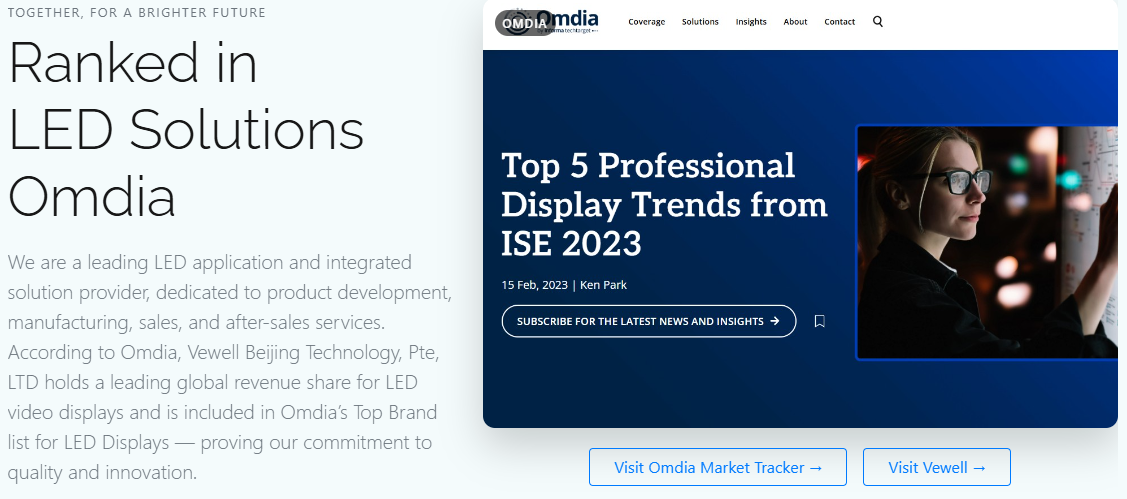 TOGETHER, FOR A BRIGHTER FUTURE
Ranked in
LED Solutions
Omdia
We are a leading LED application and integrated
solution provider, dedicated to product development,
manufacturing, sales, and after-sales services.
According to Omdia, Vewell Beijing Technology, Pte,
LTD holds a leading global revenue share for LED
video displays and is included in Omdia's Top Brand
list for LED Displays — proving our commitment to
quality and innovation.
OMDIA
Omdia
by informa techtarget
Coverage Solutions Insights About Contact
Top 5 Professional
Display Trends from
ISE 2023
15 Feb, 2023 | Ken Park
SUBSCRIBE FOR THE LATEST NEWS AND INSIGHTS →
Visit Omdia Market Tracker → Visit Vewell →